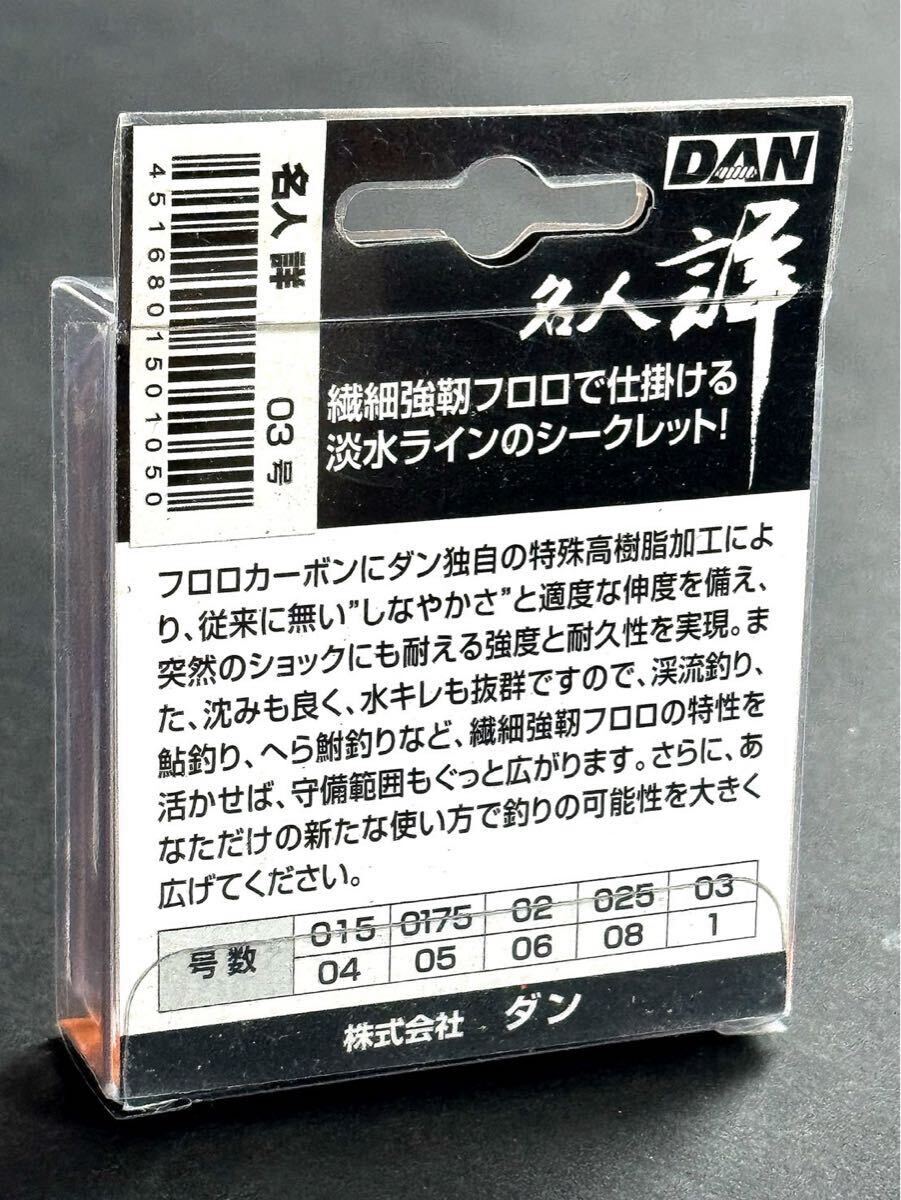 DAN
名人 詳
繊細強靭フロロで仕掛ける
淡水ラインのシークレット!
名人 詳 03号
4516801501050
フロロカーボンにダン独自の特殊高樹脂加工によ
り、従来に無い"しなやかさ"と適度な伸度を備え、
突然のショックにも耐える強度と耐久性を実現。ま
た、沈みも良く、水キレも抜群ですので、渓流釣り、
鮎釣り、へら鮒釣りなど、繊細強靭フロロの特性を
活かせば、守備範囲もぐっと広がります。さらに、あ
なただけの新たな使い方で釣りの可能性を大きく
広げてください。
号数 015 0175 02 025 03
04 05 06 08 1
株式会社 ダン